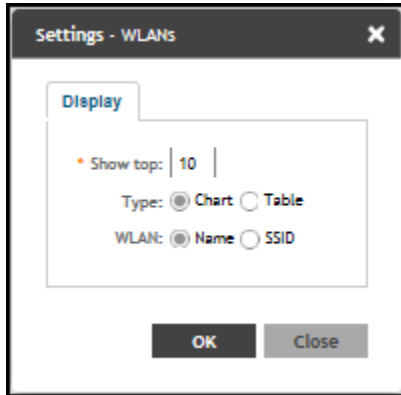 Settings - WLANs
Display
* Show top: 10
Type: Chart Table
WLAN: Name SSID
OK Close